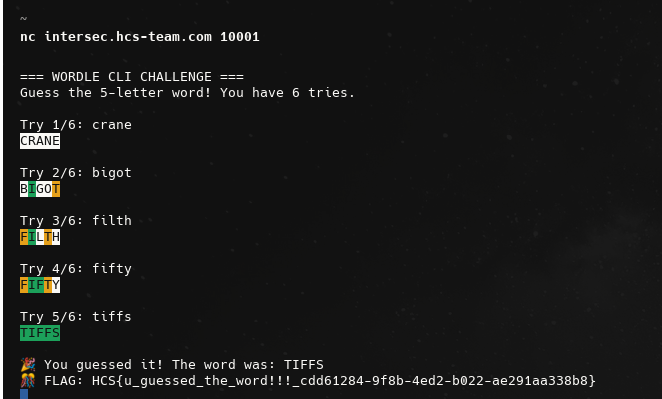 ~
nc intersec.hcs-team.com 10001
=== WORDLE CLI CHALLENGE ===
Guess the 5-letter word! You have 6 tries.
Try 1/6: crane
CRANE
Try 2/6: bigot
BIGOT
Try 3/6: filth
FILTH
Try 4/6: fifty
FIFTY
Try 5/6: tiffs
TIFFS
🎉 You guessed it! The word was: TIFFS
🎊 FLAG: HCS{u_guessed_the_word!!!_cdd61284-9f8b-4ed2-b022-ae291aa338b8}